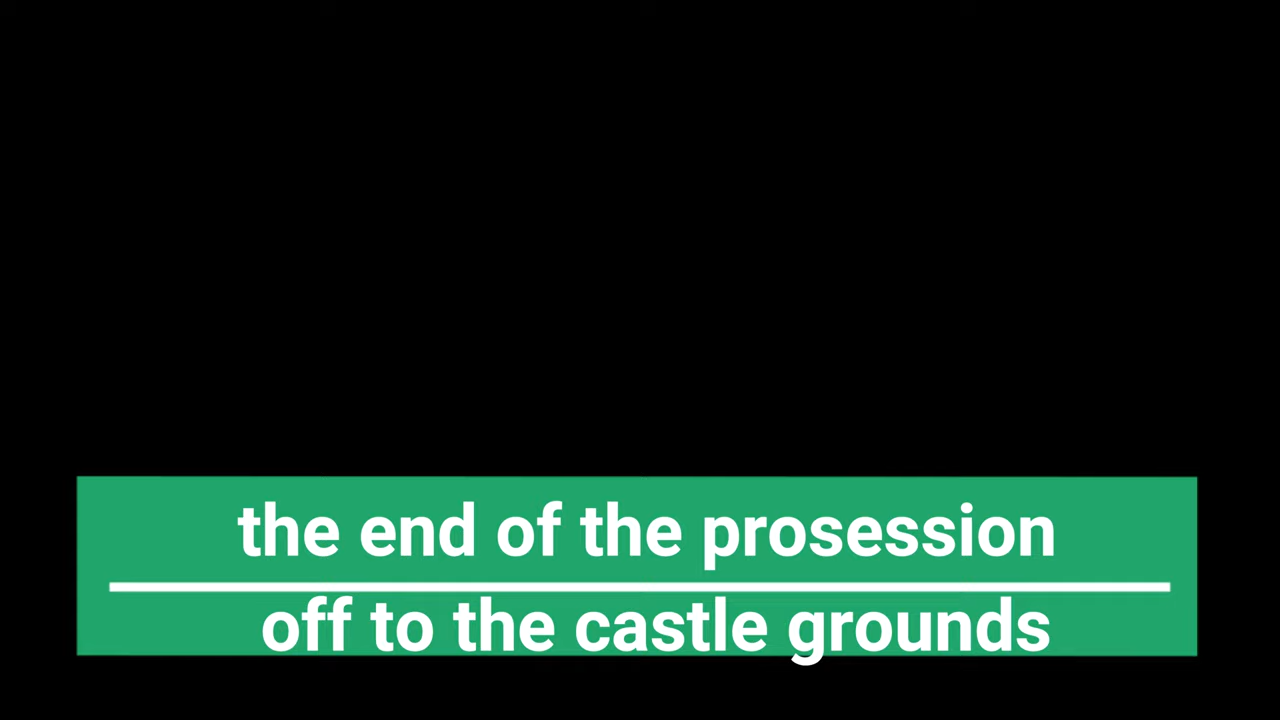 the end of the prosession
off to the castle grounds